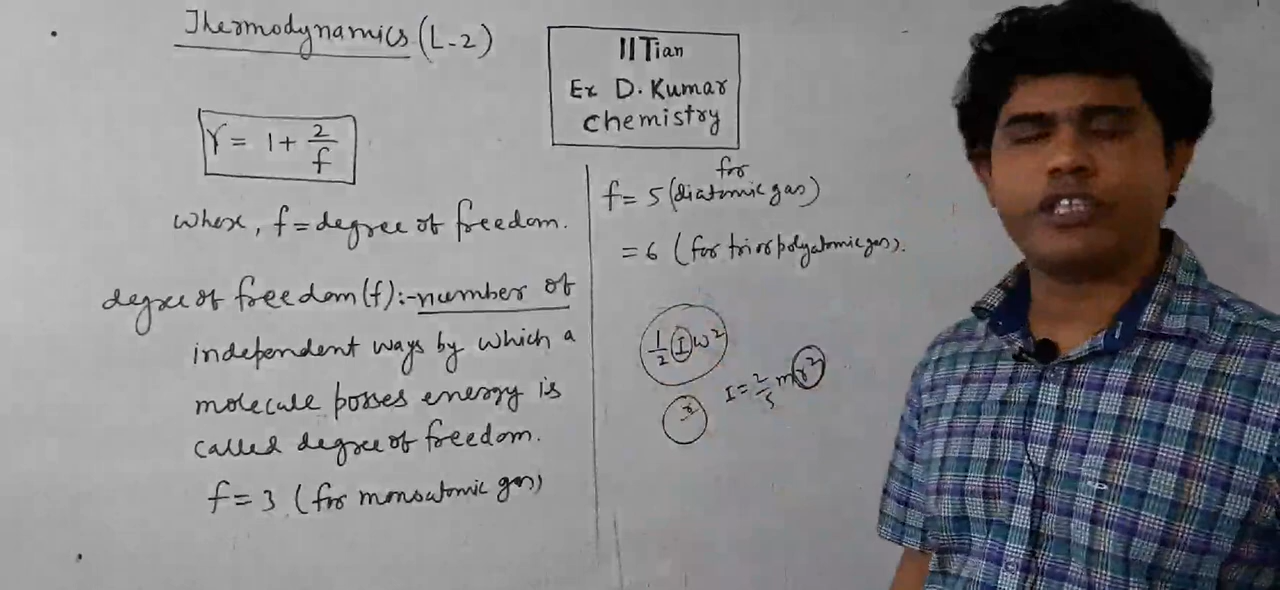 Thermodynamics (L-2)
IITian
Ex D. Kumar
Chemistry
γ = 1 + 2/f
where, f = degree of freedom.
degree of freedom (f) :- number of
independent ways by which a
molecule posses energy is
called degree of freedom.
f = 3 (for monoatomic gas)
for
f = 5 (diatomic gas)
= 6 (for tri or polyatomic gas).
1/2 I ω²
I = 2/5 m r²
r